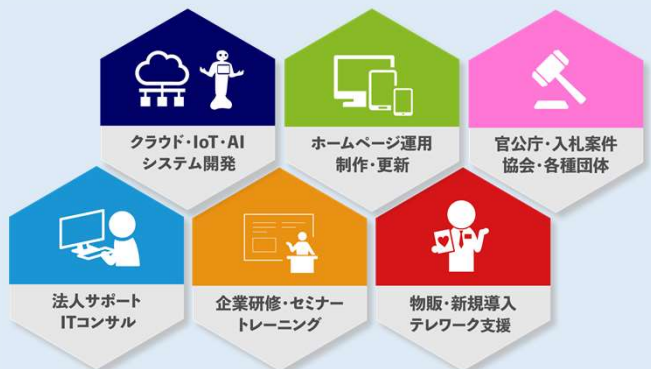 クラウド・IoT・AI
システム開発
ホームページ運用
制作・更新
官公庁・入札案件
協会・各種団体
法人サポート
ITコンサル
企業研修・セミナー
トレーニング
物販・新規導入
テレワーク支援